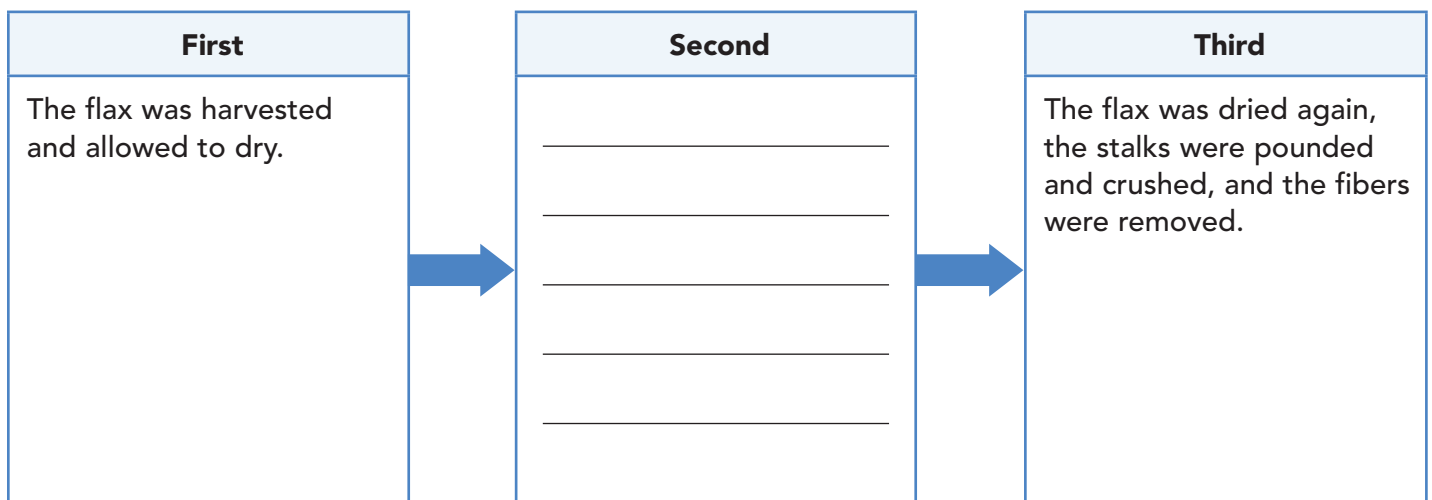 First
The flax was harvested
and allowed to dry.
Second
Third
The flax was dried again,
the stalks were pounded
and crushed, and the fibers
were removed.